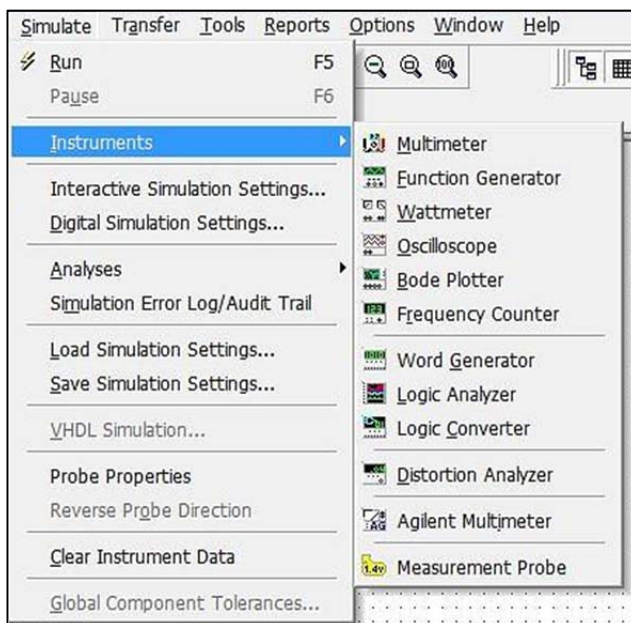 Simulate Transfer Tools Reports Options Window Help
Run F5
Pause F6
Instruments
Interactive Simulation Settings...
Digital Simulation Settings...
Analyses
Simulation Error Log/Audit Trail
Load Simulation Settings...
Save Simulation Settings...
VHDL Simulation...
Probe Properties
Reverse Probe Direction
Clear Instrument Data
Global Component Tolerances...
Multimeter
Function Generator
Wattmeter
Oscilloscope
Bode Plotter
Frequency Counter
Word Generator
Logic Analyzer
Logic Converter
Distortion Analyzer
Agilent Multimeter
1.4v Measurement Probe